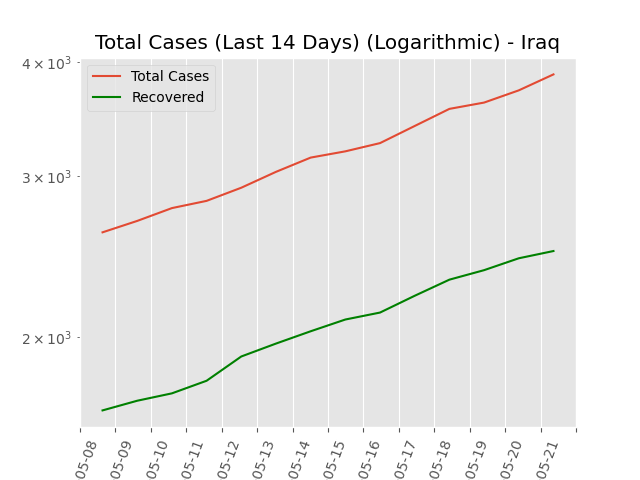 Total Cases (Last 14 Days) (Logarithmic) - Iraq
Total Cases
Recovered
4 × 10³
3 × 10³
2 × 10³
05-08
05-09
05-10
05-11
05-12
05-13
05-14
05-15
05-16
05-17
05-18
05-19
05-20
05-21